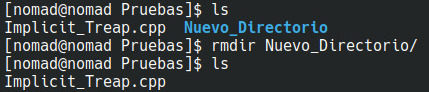 [nomad@nomad Pruebas]$ ls
Implicit_Treap.cpp  Nuevo_Directorio
[nomad@nomad Pruebas]$ rmdir Nuevo_Directorio/
[nomad@nomad Pruebas]$ ls
Implicit_Treap.cpp